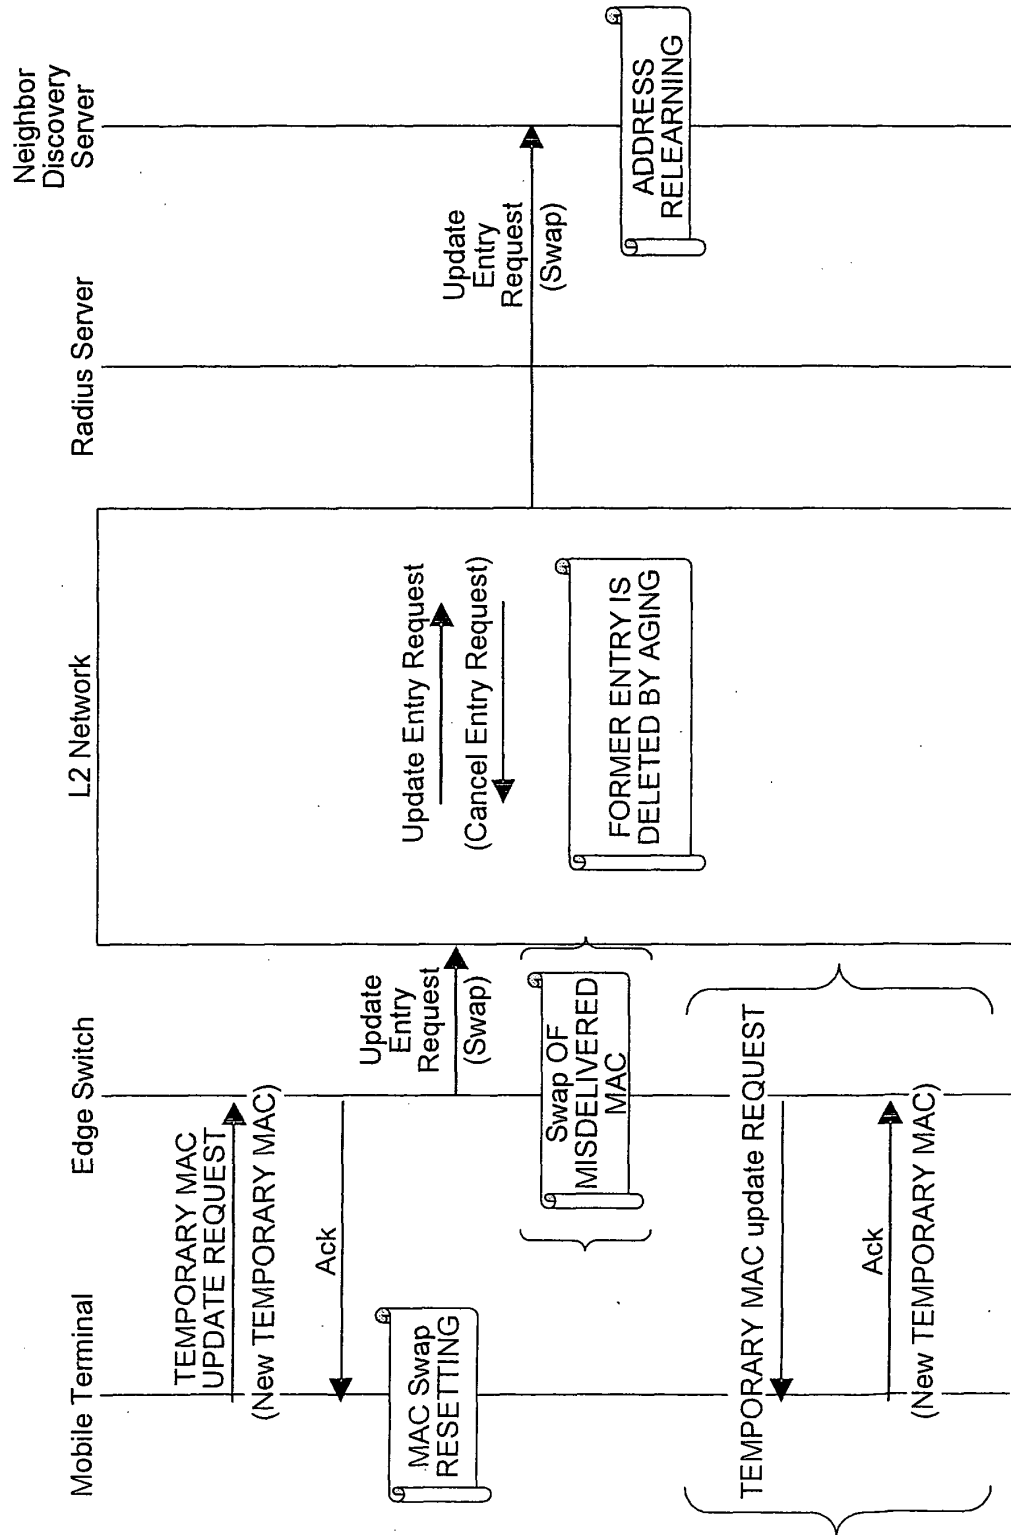 Mobile Terminal
Edge Switch
L2 Network
Radius Server
Neighbor
Discovery
Server
TEMPORARY MAC
UPDATE REQUEST
(New TEMPORARY MAC)
Ack
MAC Swap
RESETTING
Update
Entry
Request
(Swap)
Update Entry Request
(Cancel Entry Request)
Update
Entry
Request
(Swap)
Swap OF
MISDELIVERED
MAC
FORMER ENTRY IS
DELETED BY AGING
ADDRESS
RELEARNING
TEMPORARY MAC update REQUEST
Ack
(New TEMPORARY MAC)